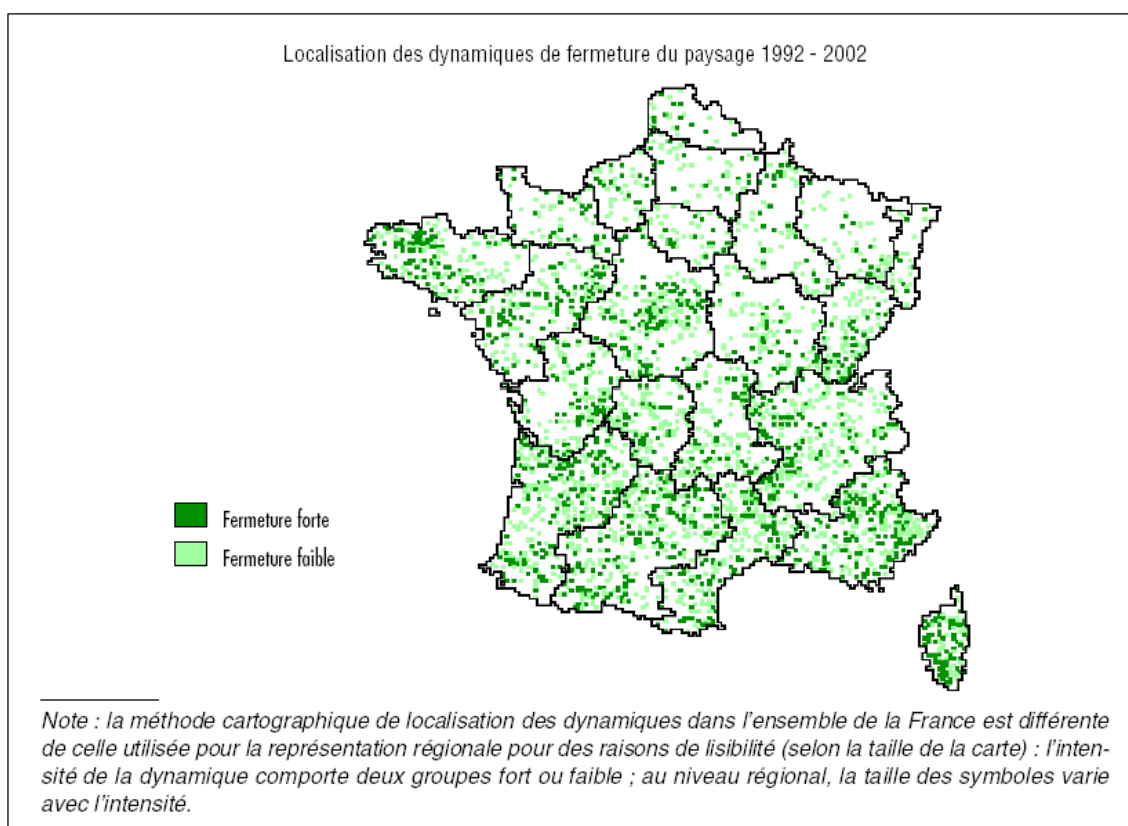 Localisation des dynamiques de fermeture du paysage 1992 - 2002
Fermeture forte
Fermeture faible
Note : la méthode cartographique de localisation des dynamiques dans l'ensemble de la France est différente
de celle utilisée pour la représentation régionale pour des raisons de lisibilité (selon la taille de la carte) : l'inten-
sité de la dynamique comporte deux groupes fort ou faible ; au niveau régional, la taille des symboles varie
avec l'intensité.